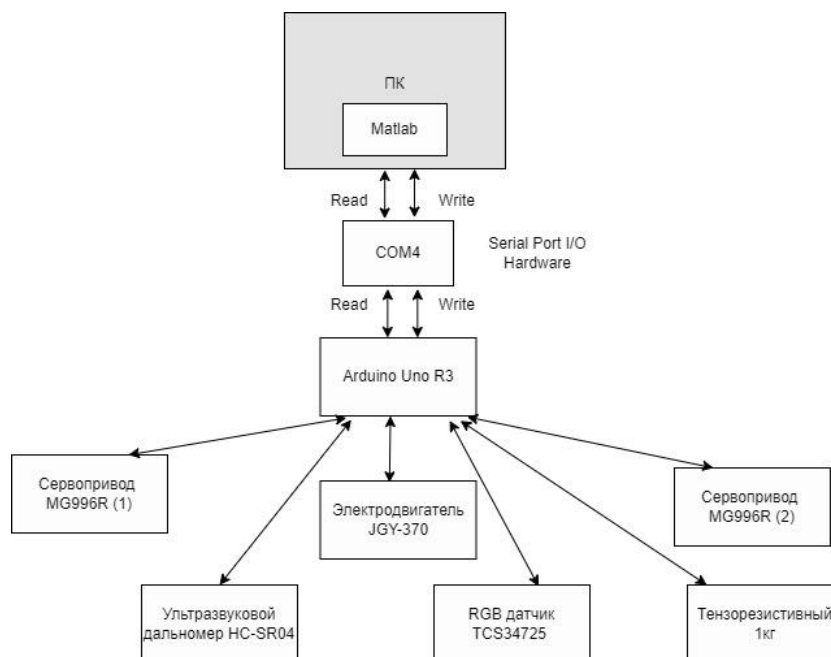 ПК
Matlab
Read
Write
COM4
Serial Port I/O
Hardware
Read
Write
Arduino Uno R3
Сервопривод
MG996R (1)
Электродвигатель
JGY-370
Сервопривод
MG996R (2)
Ультразвуковой
дальномер HC-SR04
RGB датчик
TCS34725
Тензорезистивный
1кг